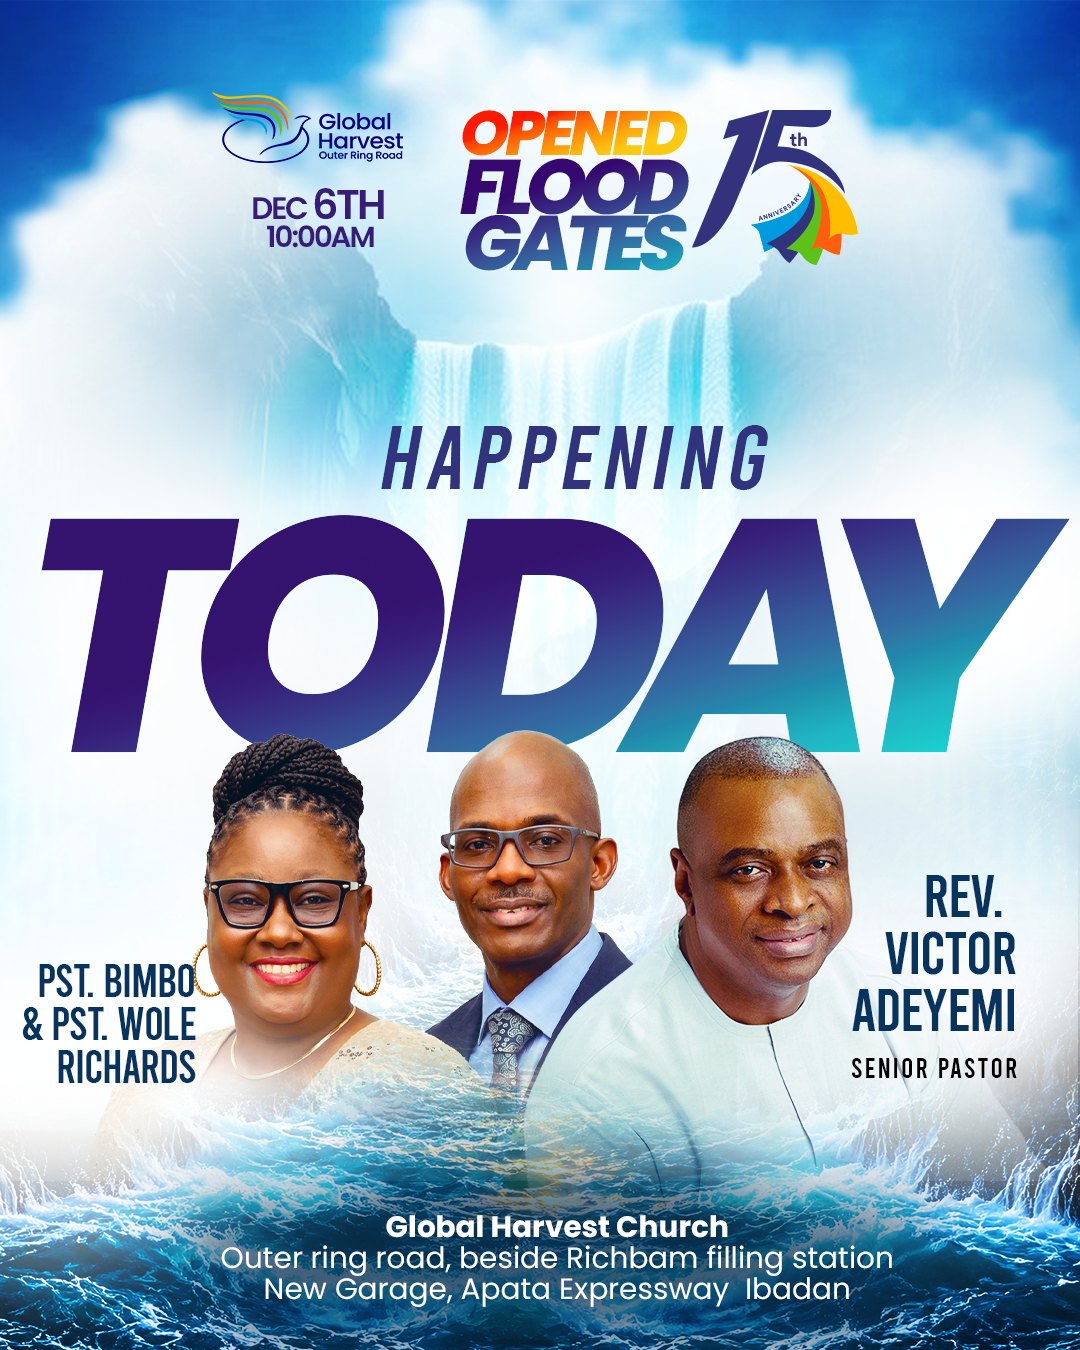 Global
Harvest
Outer Ring Road
DEC 6TH
10:00AM
OPENED
FLOOD
GATES
15th
ANNIVERSARY
HAPPENING
TODAY
PST. BIMBO
& PST. WOLE
RICHARDS
REV.
VICTOR
ADEYEMI
SENIOR PASTOR
Global Harvest Church
Outer ring road, beside Richbam filling station
New Garage, Apata Expressway Ibadan